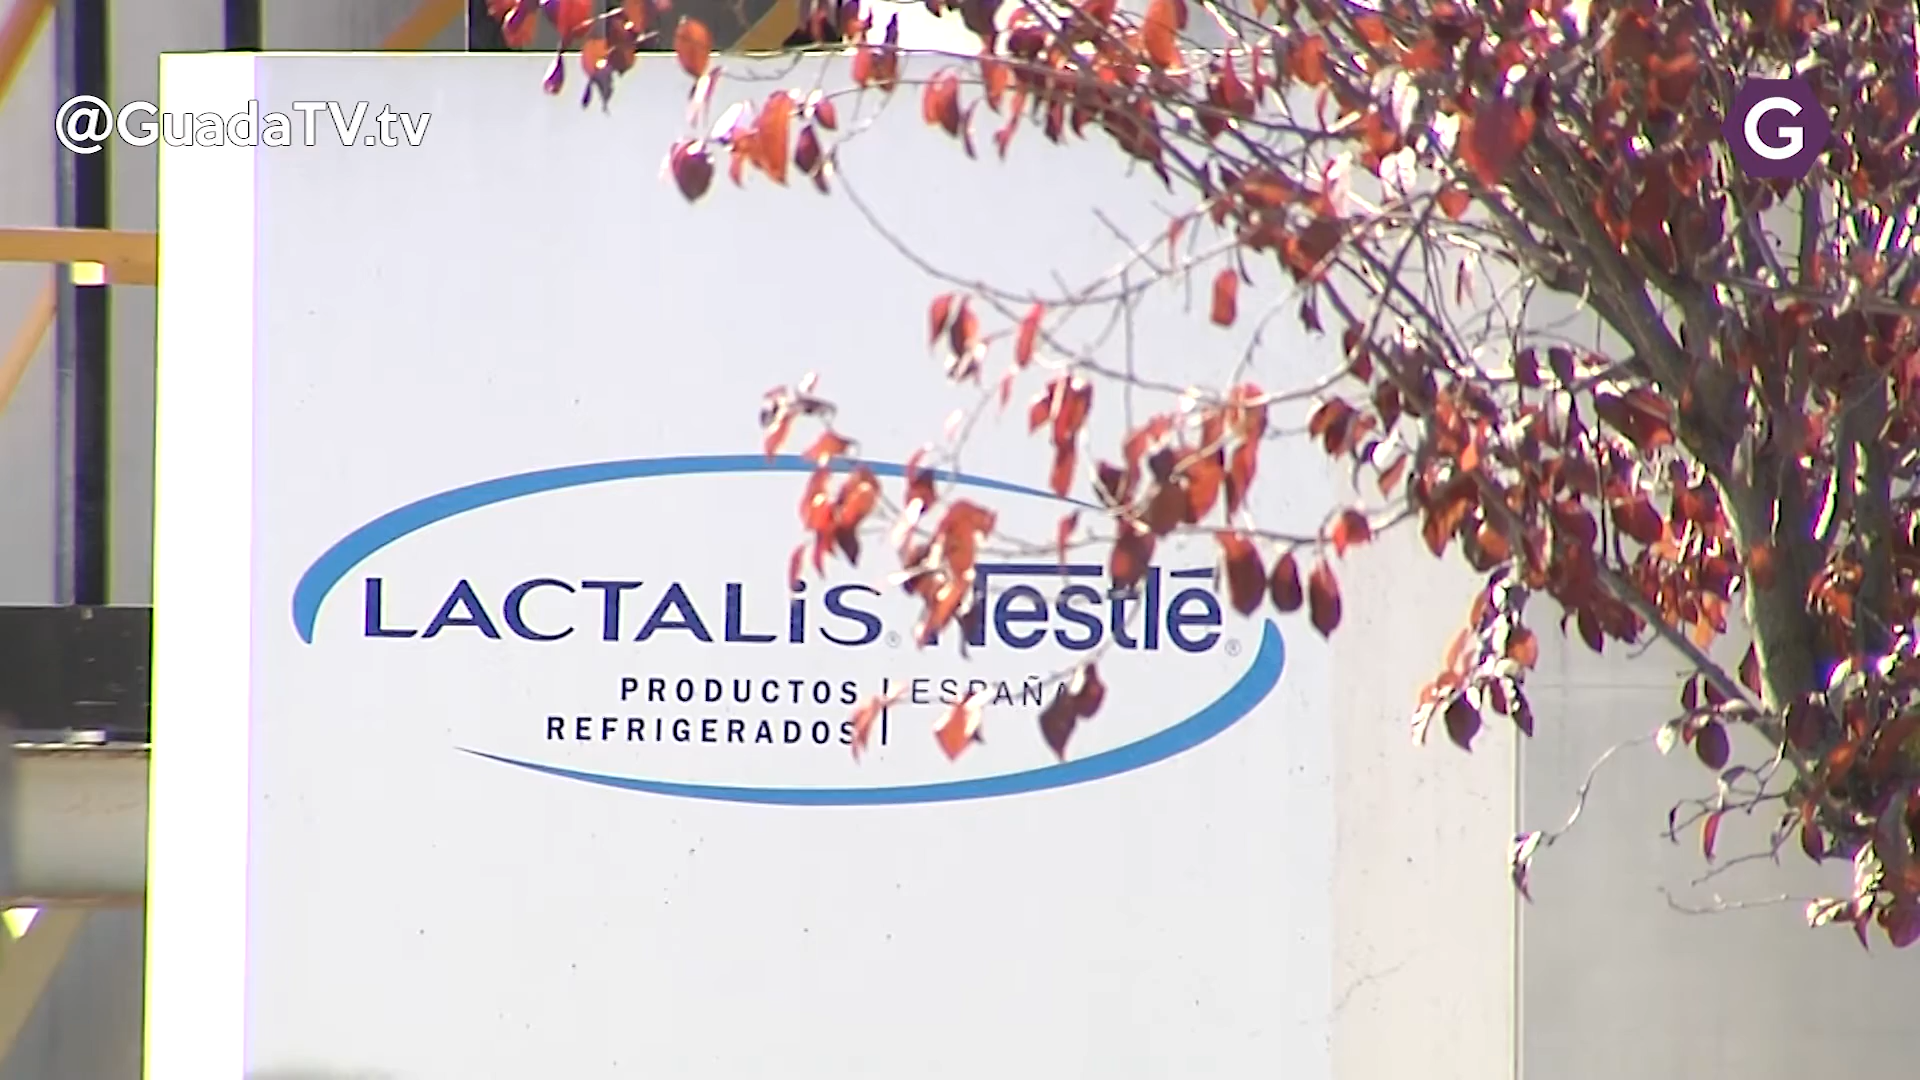 @GuadaTV.tv
G
LACTALiS® Nestlé®
PRODUCTOS | ESPAÑA
REFRIGERADOS